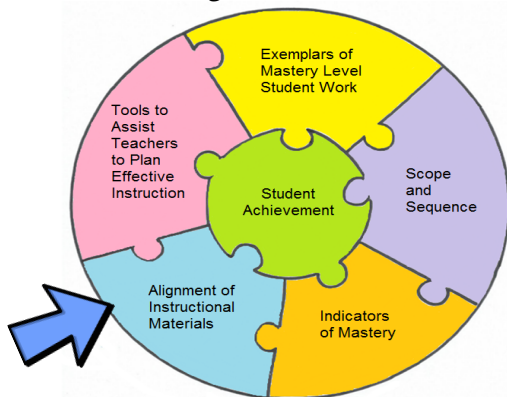 Exemplars of
Mastery Level
Student Work
Tools to
Assist
Teachers
to Plan
Effective
Instruction
Scope
and
Sequence
Student
Achievement
Alignment of
Instructional
Materials
Indicators
of Mastery